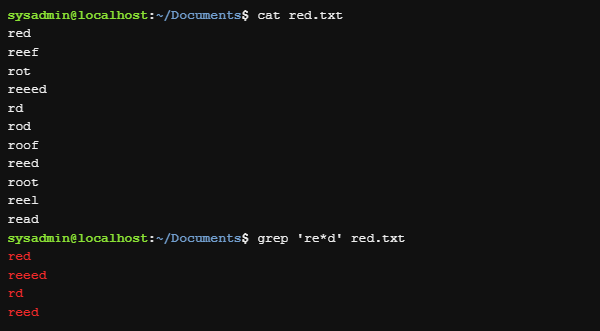 sysadmin@localhost:~/Documents$ cat red.txt
red
reef
rot
reeed
rd
rod
roof
reed
root
reel
read
sysadmin@localhost:~/Documents$ grep 're*d' red.txt
red
reeed
rd
reed